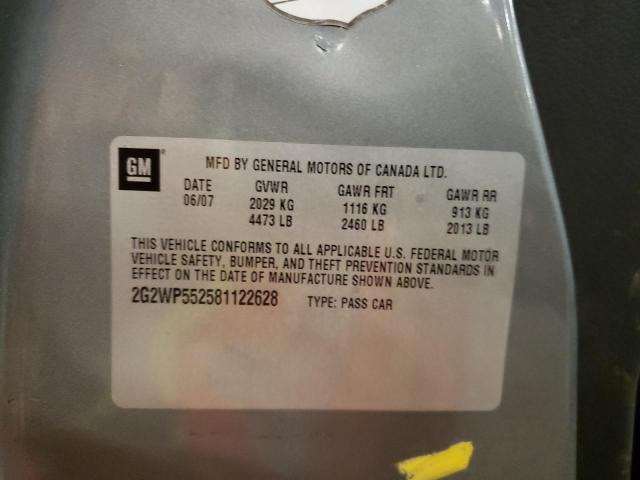 GM
MFD BY GENERAL MOTORS OF CANADA LTD.
DATE GVWR GAWR FRT GAWR RR
06/07 2029 KG 1116 KG 913 KG
4473 LB 2460 LB 2013 LB
THIS VEHICLE CONFORMS TO ALL APPLICABLE U.S. FEDERAL MOTOR
VEHICLE SAFETY, BUMPER, AND THEFT PREVENTION STANDARDS IN
EFFECT ON THE DATE OF MANUFACTURE SHOWN ABOVE.
2G2WP552581122628 TYPE: PASS CAR